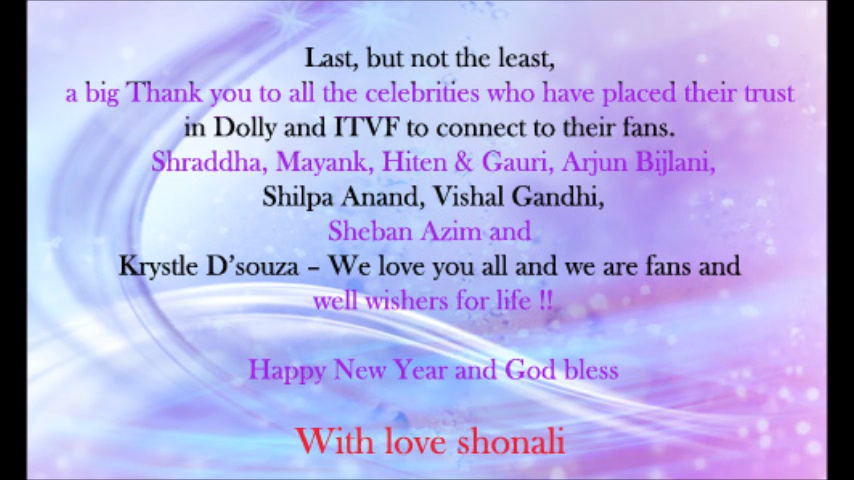 Last, but not the least,
a big Thank you to all the celebrities who have placed their trust
in Dolly and ITVF to connect to their fans.
Shraddha, Mayank, Hiten & Gauri, Arjun Bijlani,
Shilpa Anand, Vishal Gandhi,
Sheban Azim and
Krystle D’souza – We love you all and we are fans and
well wishers for life !!
Happy New Year and God bless
With love shonali